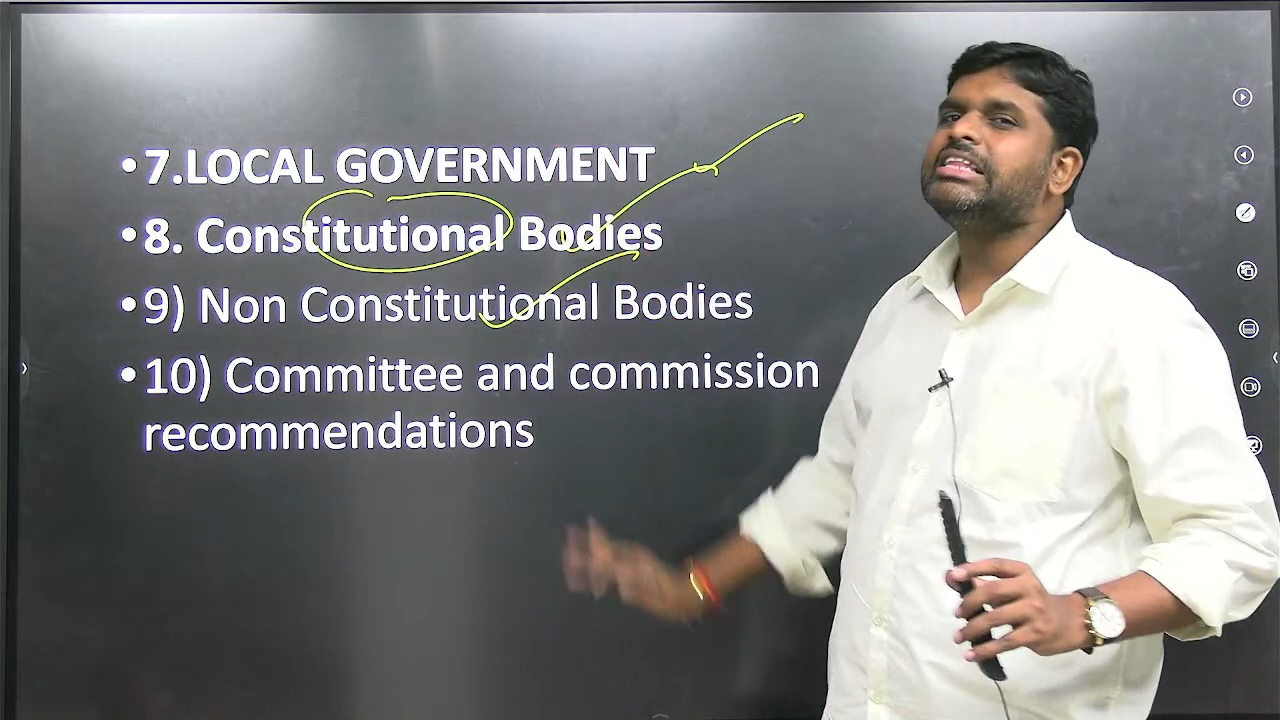 • 7.LOCAL GOVERNMENT
• 8. Constitutional Bodies
• 9) Non Constitutional Bodies
• 10) Committee and commission
recommendations